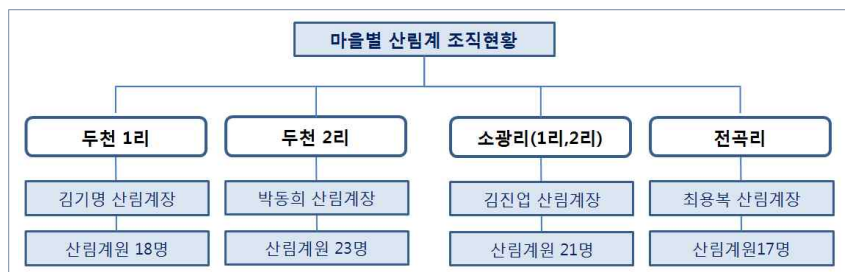 마을별 산림계 조직현황
두천 1리
두천 2리
소광리(1리,2리)
전곡리
김기명 산림계장
박동희 산림계장
김진업 산림계장
최용복 산림계장
산림계원 18명
산림계원 23명
산림계원 21명
산림계원17명